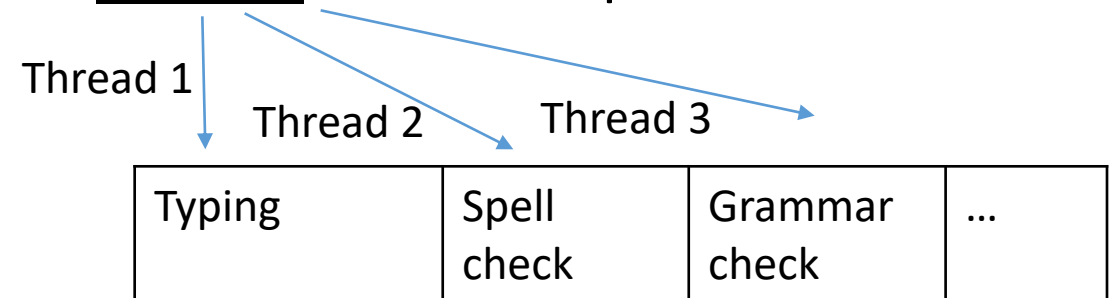 Thread 1
Thread 2
Thread 3
Typing
Spell
check
Grammar
check
...